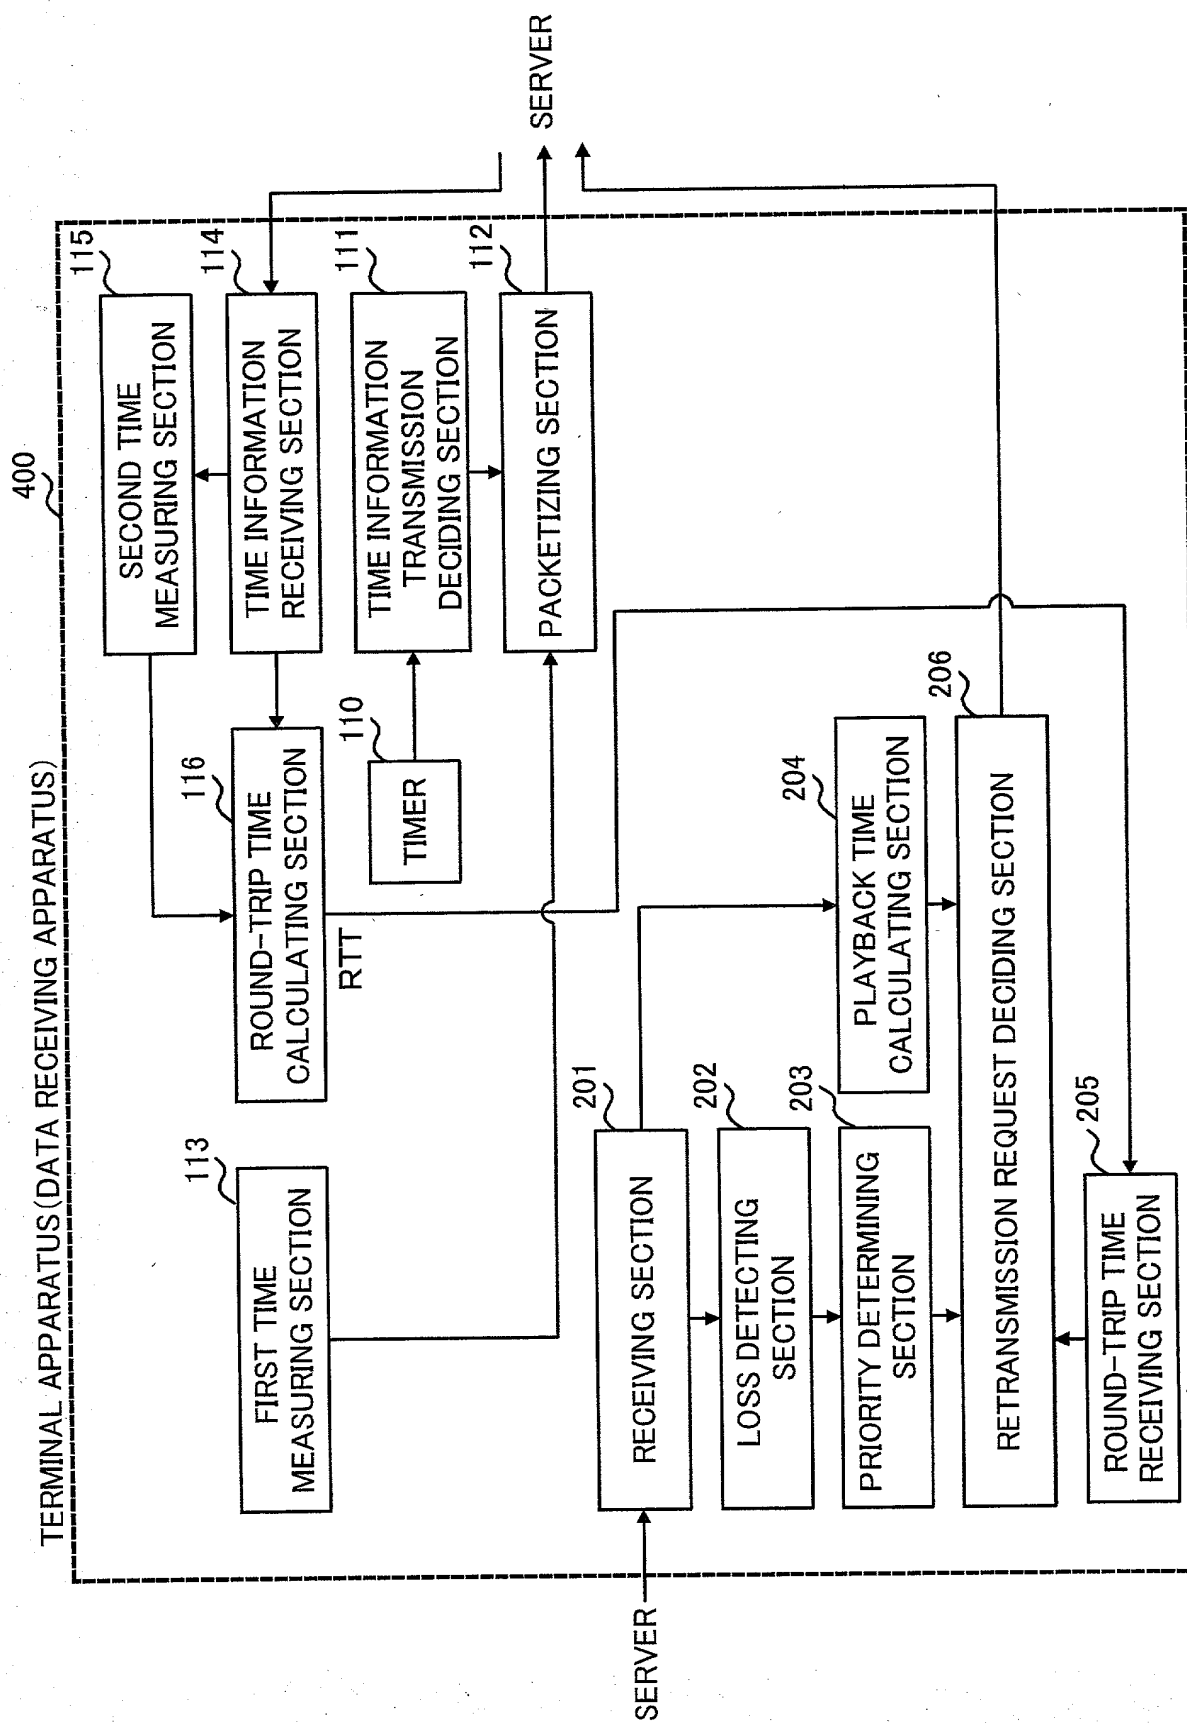 TERMINAL APPARATUS(DATA RECEIVING APPARATUS)
400
113
FIRST TIME
MEASURING SECTION
116
ROUND-TRIP TIME
CALCULATING SECTION
RTT
115
SECOND TIME
MEASURING SECTION
114
TIME INFORMATION
RECEIVING SECTION
110
TIMER
111
TIME INFORMATION
TRANSMISSION
DECIDING SECTION
112
PACKETIZING SECTION
SERVER
SERVER
201
RECEIVING SECTION
202
LOSS DETECTING
SECTION
203
PRIORITY DETERMINING
SECTION
204
PLAYBACK TIME
CALCULATING SECTION
206
RETRANSMISSION REQUEST DECIDING SECTION
205
ROUND-TRIP TIME
RECEIVING SECTION